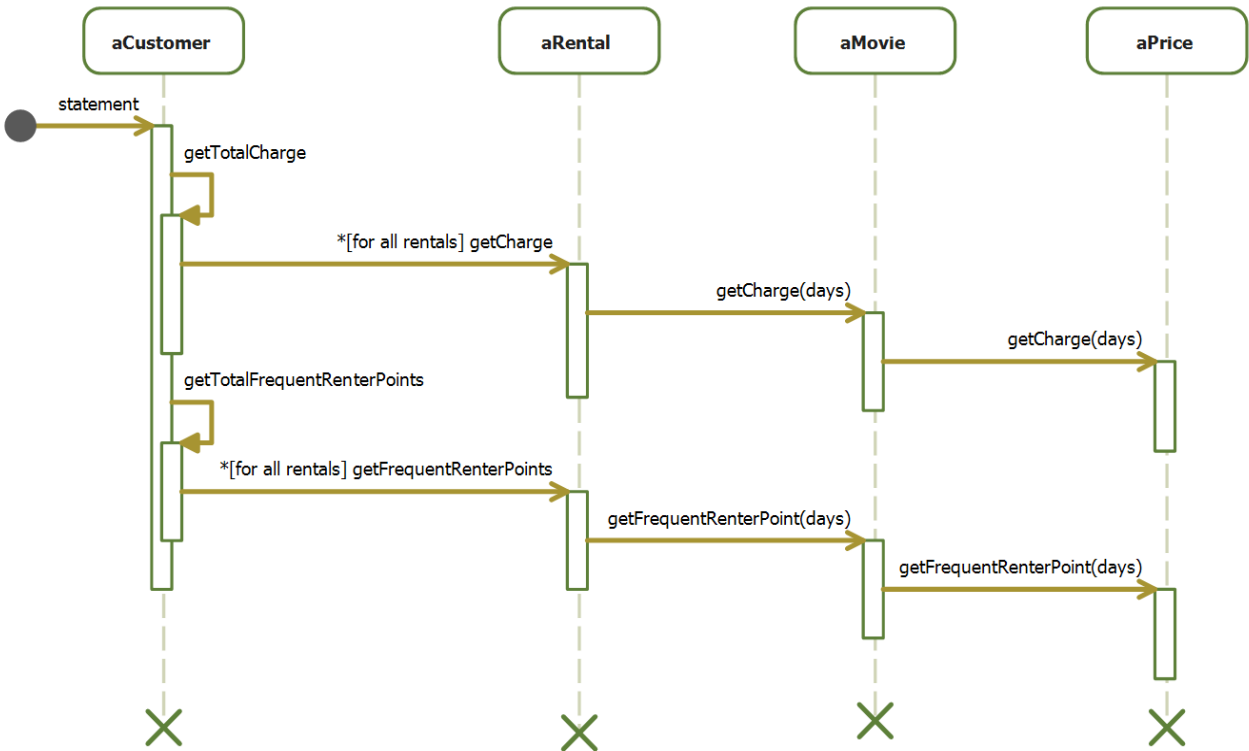 aCustomer
aRental
aMovie
aPrice
statement
getTotalCharge
*[for all rentals] getCharge
getCharge(days)
getCharge(days)
getTotalFrequentRenterPoints
*[for all rentals] getFrequentRenterPoints
getFrequentRenterPoint(days)
getFrequentRenterPoint(days)